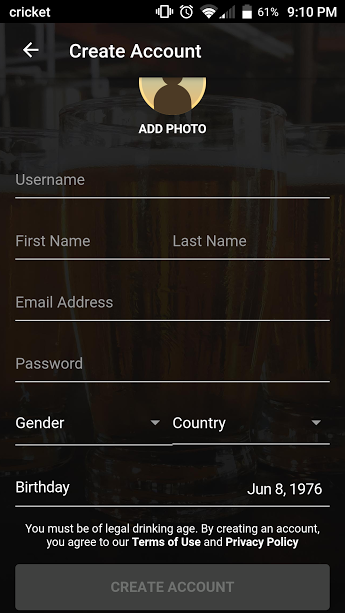 cricket 61% 9:10 PM
Create Account
ADD PHOTO
Username
First Name Last Name
Email Address
Password
Gender Country
Birthday Jun 8, 1976
You must be of legal drinking age. By creating an account,
you agree to our Terms of Use and Privacy Policy
CREATE ACCOUNT